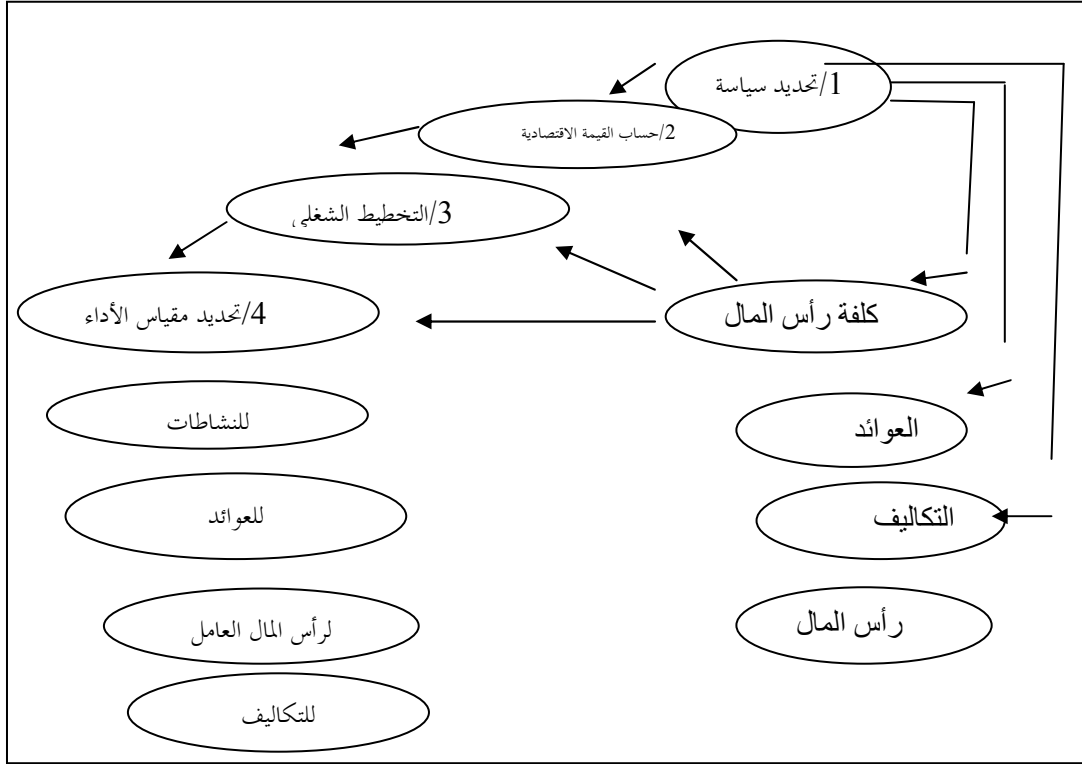 1/تحديد سياسة
2/حساب القيمة الاقتصادية
3/التخطيط الشغلي
4/تحديد مقياس الأداء
كلفة رأس المال
للنشاطات
العوائد
للعوائد
التكاليف
لرأس المال العامل
رأس المال
للتكاليف